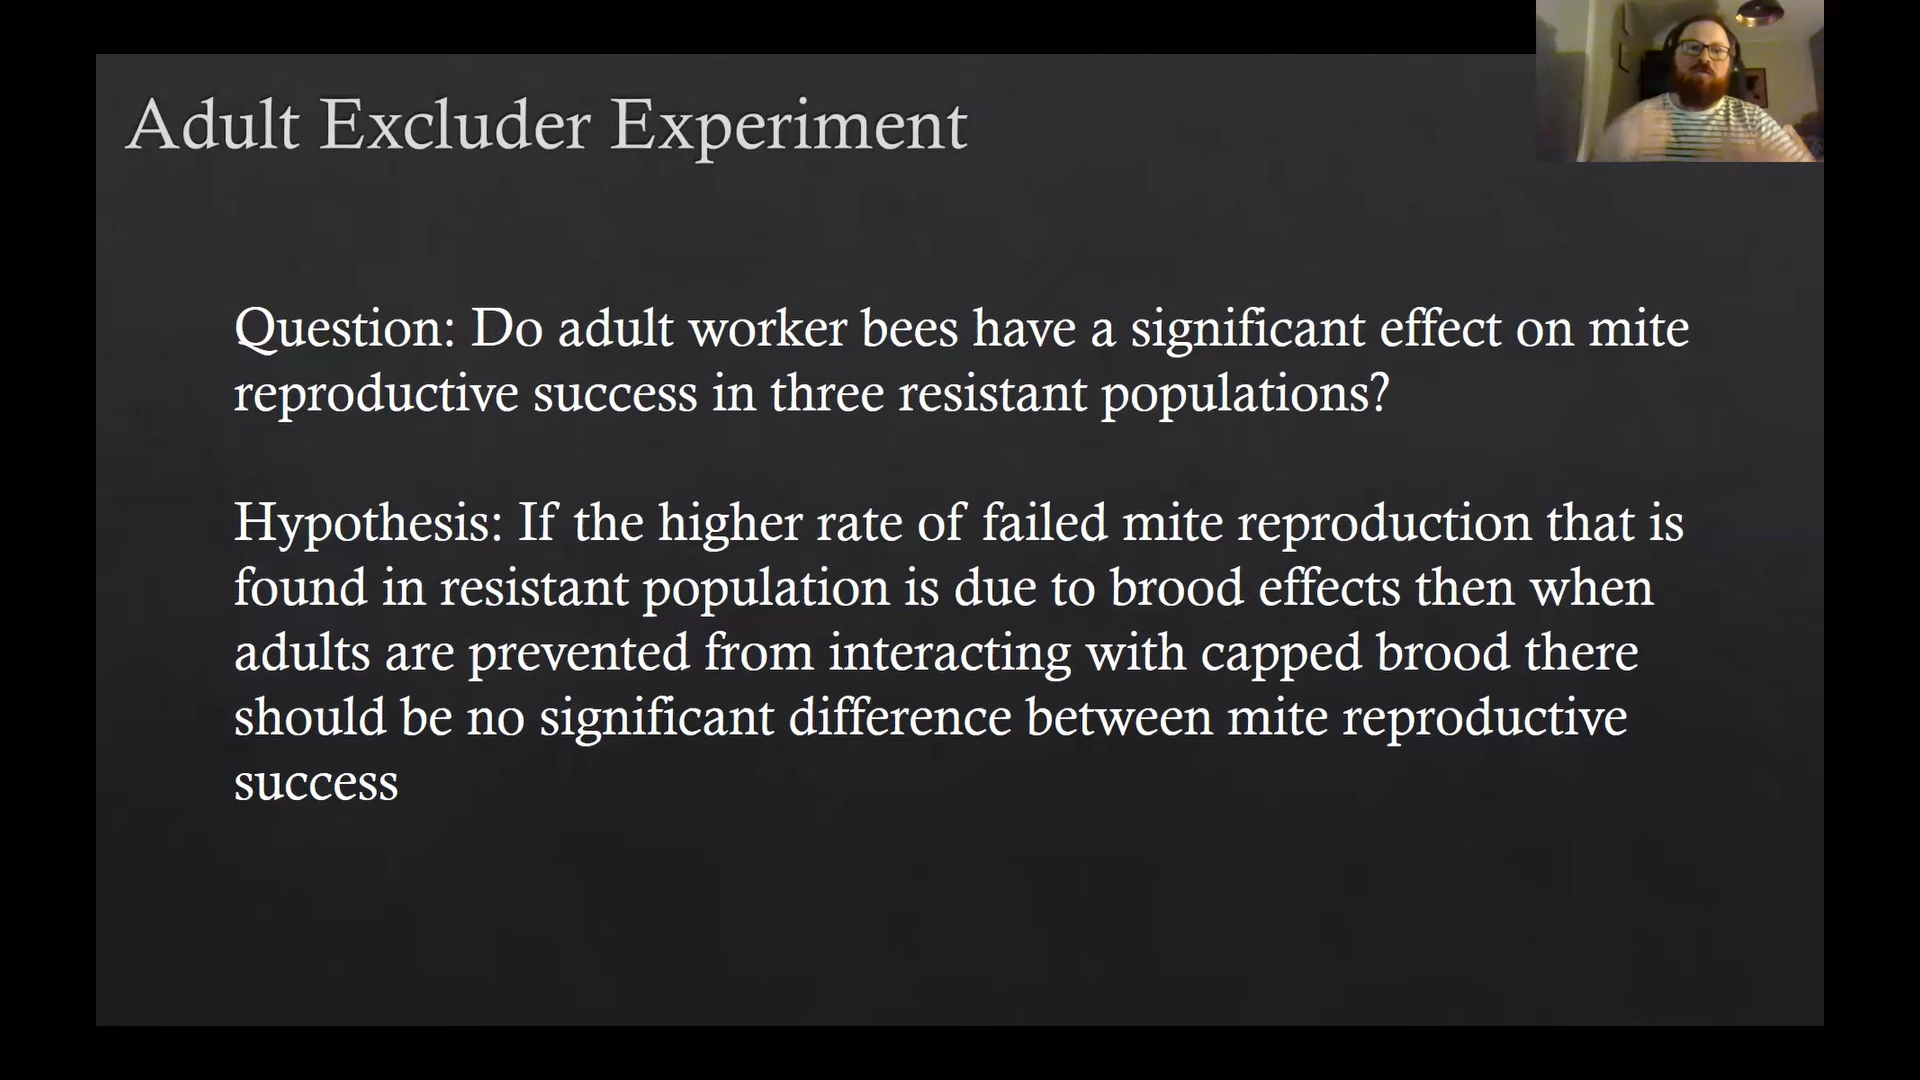 Adult Excluder Experiment
Question: Do adult worker bees have a significant effect on mite
reproductive success in three resistant populations?
Hypothesis: If the higher rate of failed mite reproduction that is
found in resistant population is due to brood effects then when
adults are prevented from interacting with capped brood there
should be no significant difference between mite reproductive
success